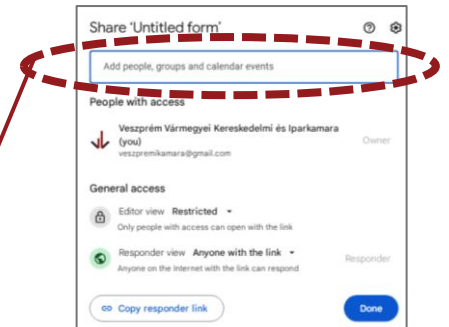 Share 'Untitled form'
Add people, groups and calendar events
People with access
Veszprém Vármegyei Kereskedelmi és Iparkamara
(you)
Owner
veszpremikamara@gmail.com
General access
Editor view Restricted
Only people with access can open with the link
Responder view Anyone with the link
Responder
Anyone on the Internet with the link can respond
Copy responder link
Done